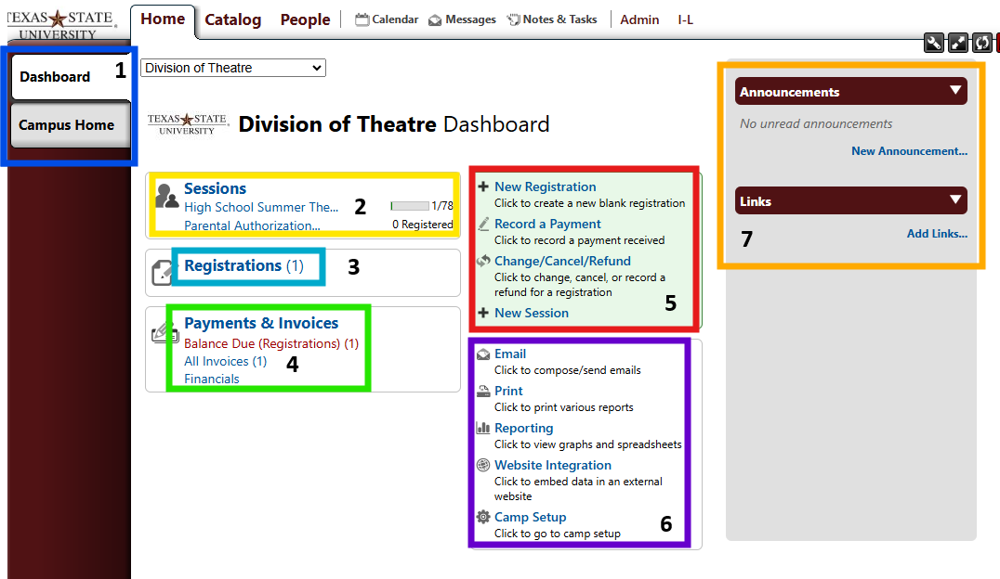 TEXAS STATE
UNIVERSITY
Home Catalog People Calendar Messages Notes & Tasks Admin I-L
Dashboard 1
Campus Home
Division of Theatre
TEXAS STATE
UNIVERSITY
Division of Theatre Dashboard
Sessions
High School Summer The... 2 1/78
Parental Authorization... 0 Registered
Registrations (1) 3
Payments & Invoices
Balance Due (Registrations) (1)
All Invoices (1) 4
Financials
New Registration
Click to create a new blank registration
Record a Payment
Click to record a payment received
Change/Cancel/Refund
Click to change, cancel, or record a
refund for a registration
5
New Session
Email
Click to compose/send emails
Print
Click to print various reports
Reporting
Click to view graphs and spreadsheets
Website Integration
Click to embed data in an external
website
Camp Setup
6
Click to go to camp setup
Announcements
No unread announcements
New Announcement...
Links
7 Add Links...